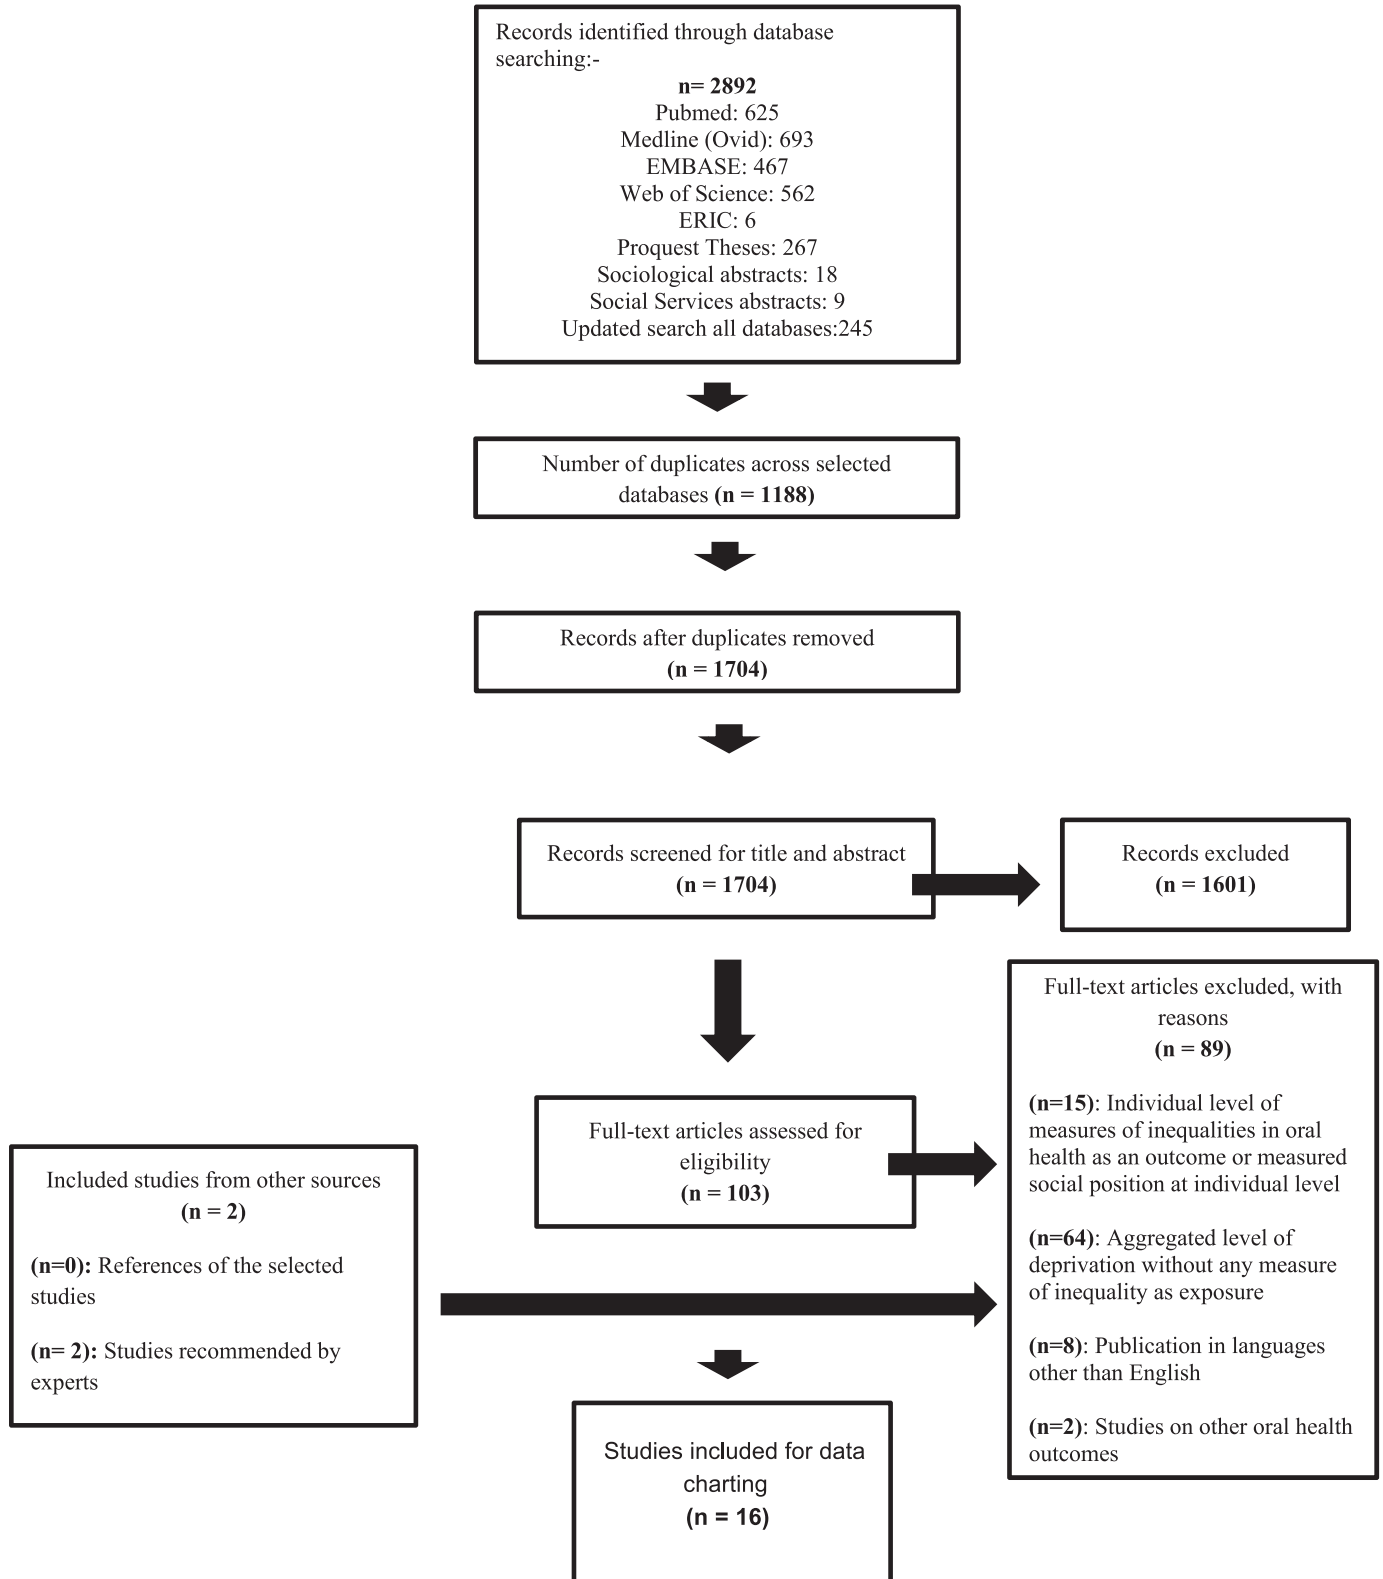 Records identified through database
searching:-
n= 2892
Pubmed: 625
Medline (Ovid): 693
EMBASE: 467
Web of Science: 562
ERIC: 6
Proquest Theses: 267
Sociological abstracts: 18
Social Services abstracts: 9
Updated search all databases:245
Number of duplicates across selected
databases (n = 1188)
Records after duplicates removed
(n = 1704)
Records screened for title and abstract
(n = 1704)
Records excluded
(n = 1601)
Full-text articles assessed for
eligibility
(n = 103)
Full-text articles excluded, with
reasons
(n = 89)
(n=15): Individual level of
measures of inequalities in oral
health as an outcome or measured
social position at individual level
(n=64): Aggregated level of
deprivation without any measure
of inequality as exposure
(n=8): Publication in languages
other than English
(n=2): Studies on other oral health
outcomes
Included studies from other sources
(n = 2)
(n=0): References of the selected
studies
(n= 2): Studies recommended by
experts
Studies included for data
charting
(n = 16)